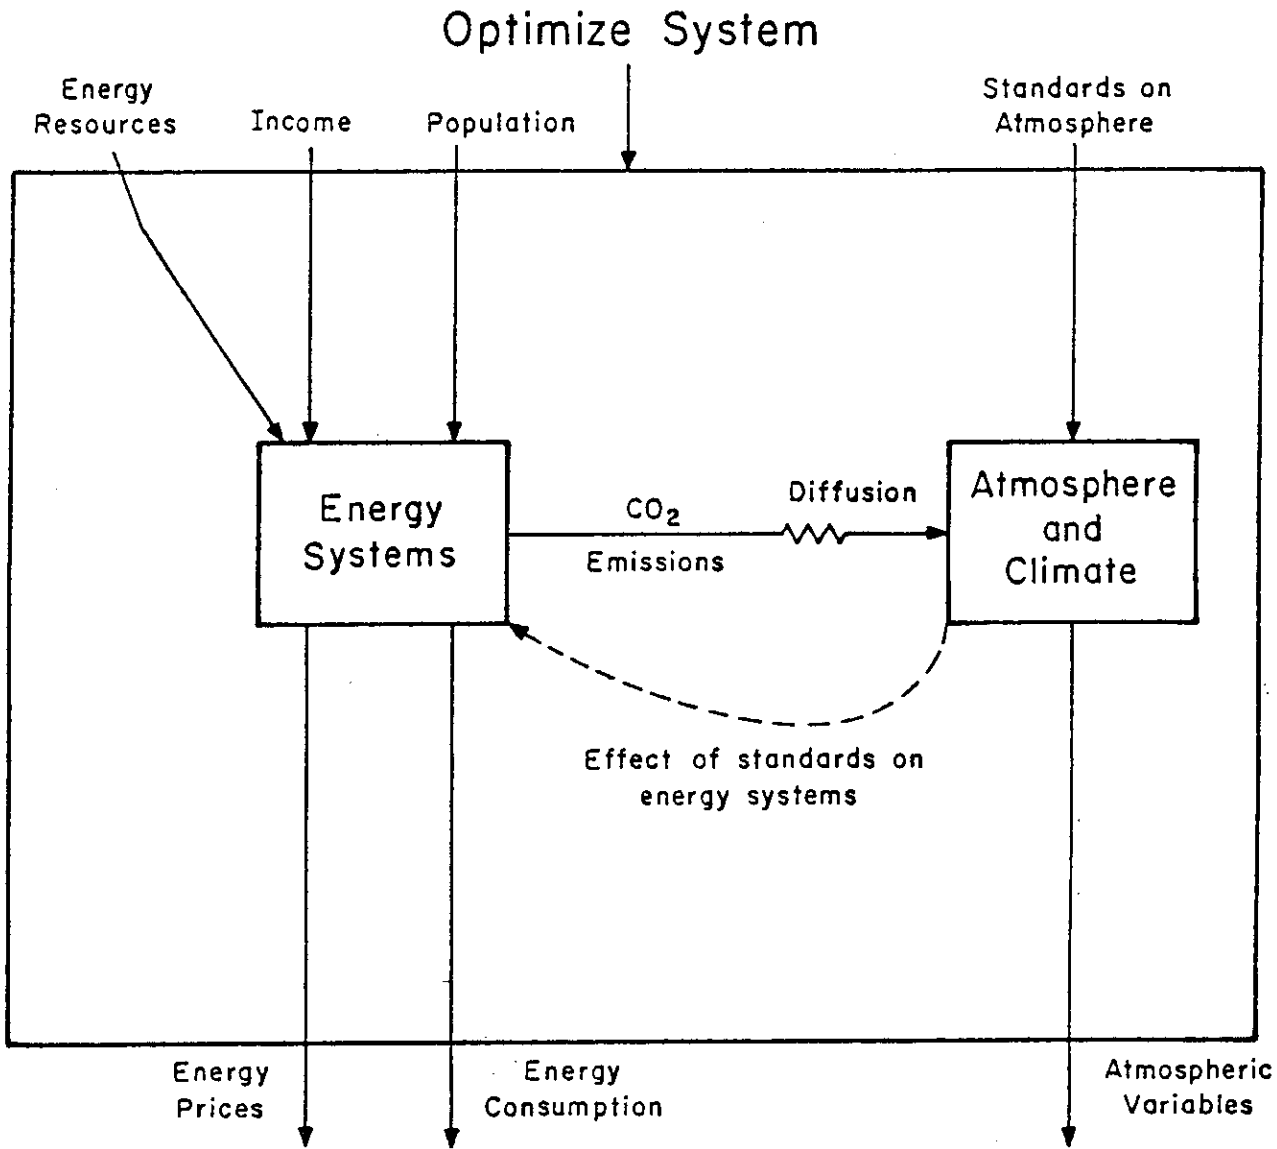 Optimize System
Energy
Resources
Income
Population
Standards on
Atmosphere
Energy
Systems
CO₂
Emissions
Diffusion
Atmosphere
and
Climate
Effect of standards on
energy systems
Energy
Prices
Energy
Consumption
Atmospheric
Variables